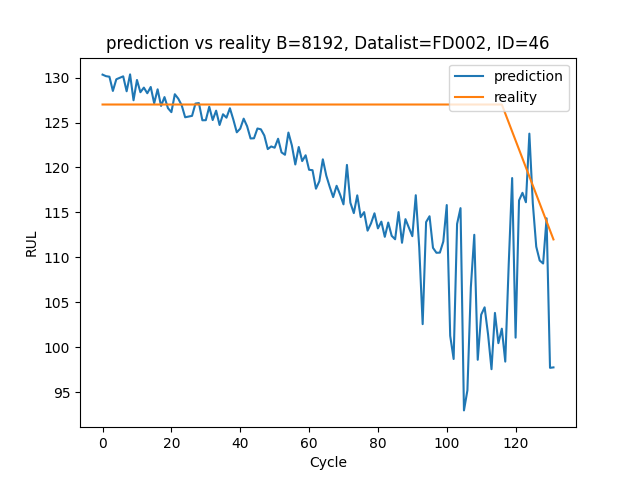 prediction vs reality B=8192, Datalist=FD002, ID=46
prediction
reality
RUL
130
125
120
115
110
105
100
95
0 20 40 60 80 100 120
Cycle